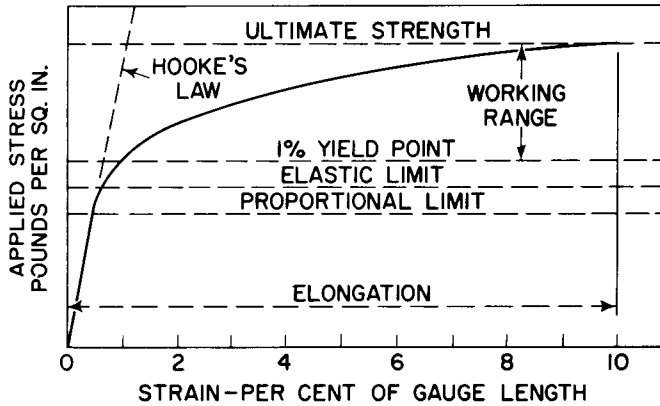 ULTIMATE STRENGTH
HOOKE'S
LAW
WORKING
RANGE
1% YIELD POINT
ELASTIC LIMIT
PROPORTIONAL LIMIT
APPLIED STRESS
POUNDS PER SQ. IN.
ELONGATION
0 2 4 6 8 10
STRAIN-PER CENT OF GAUGE LENGTH